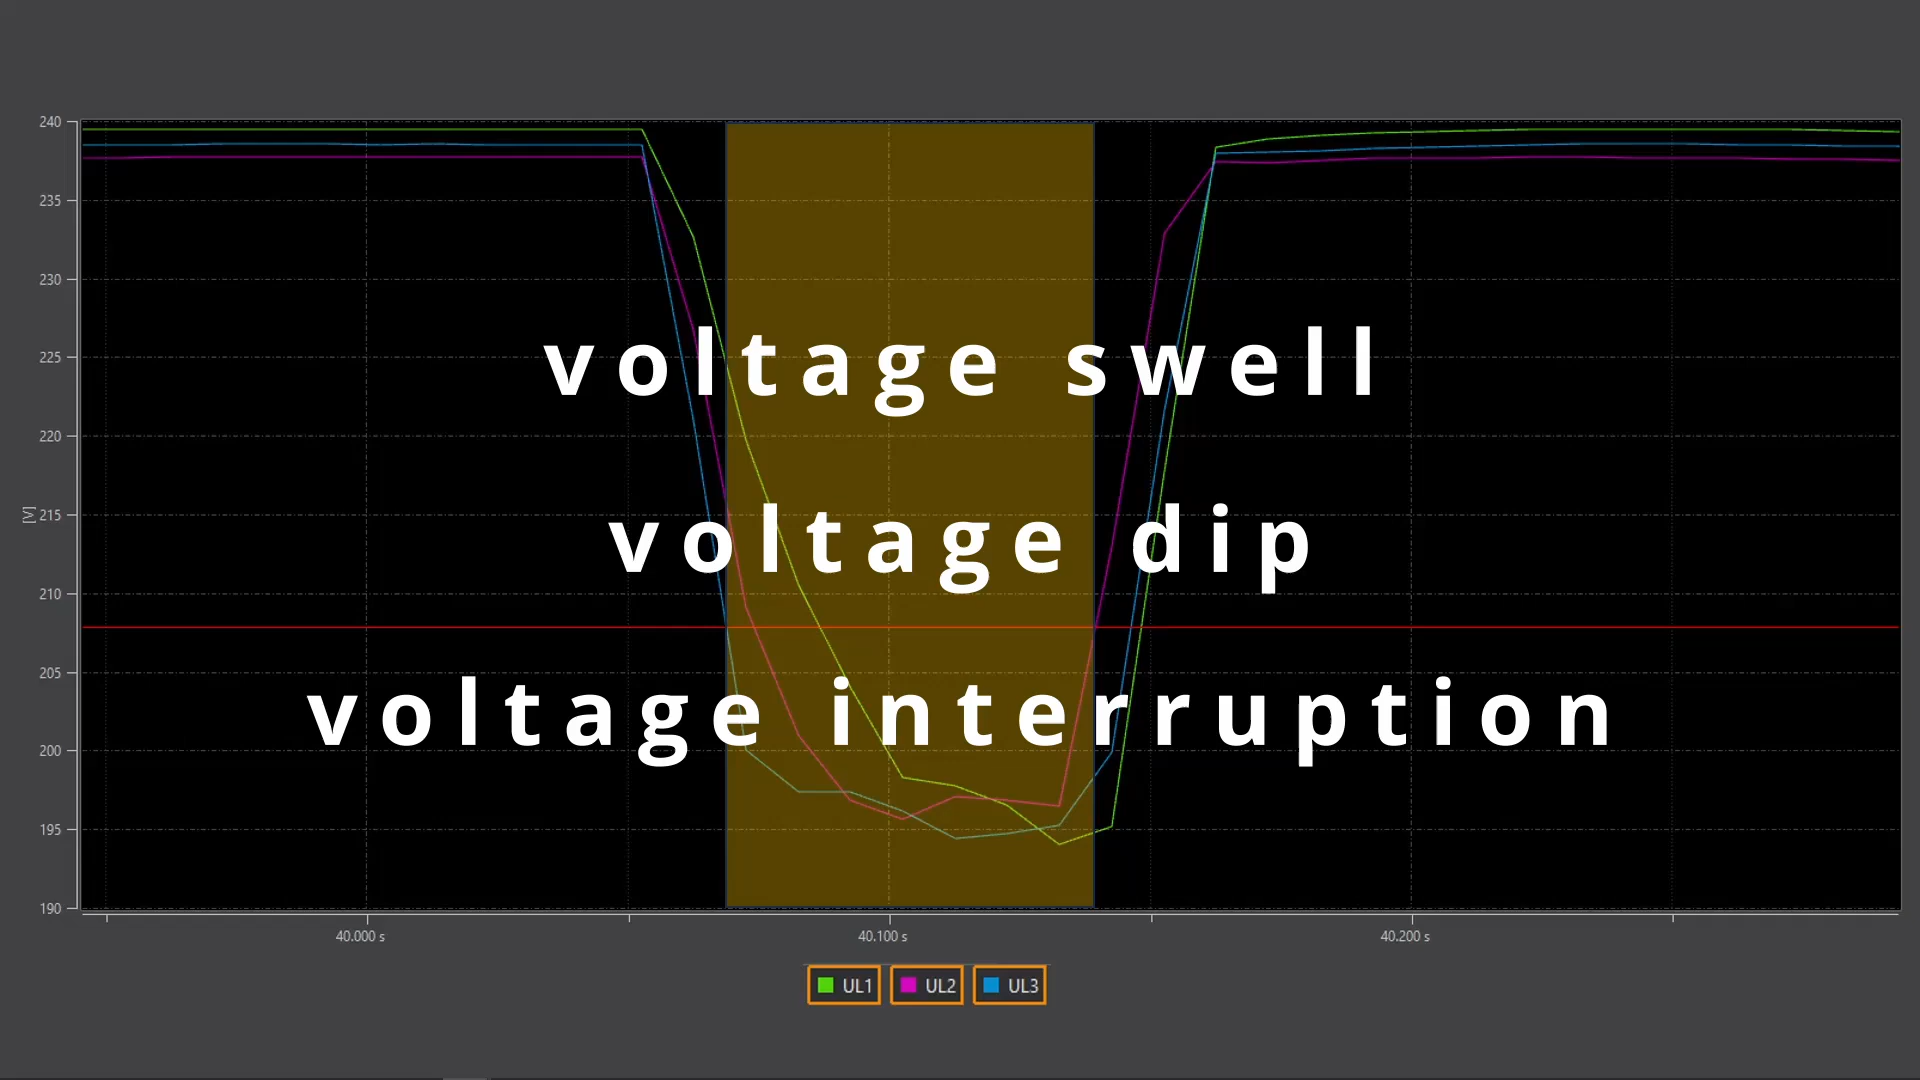 240
235
230
225
voltage swell
220
[V]
215
voltage dip
210
205
voltage interruption
200
195
190
40.000 s 40.100 s 40.200 s
UL1 UL2 UL3